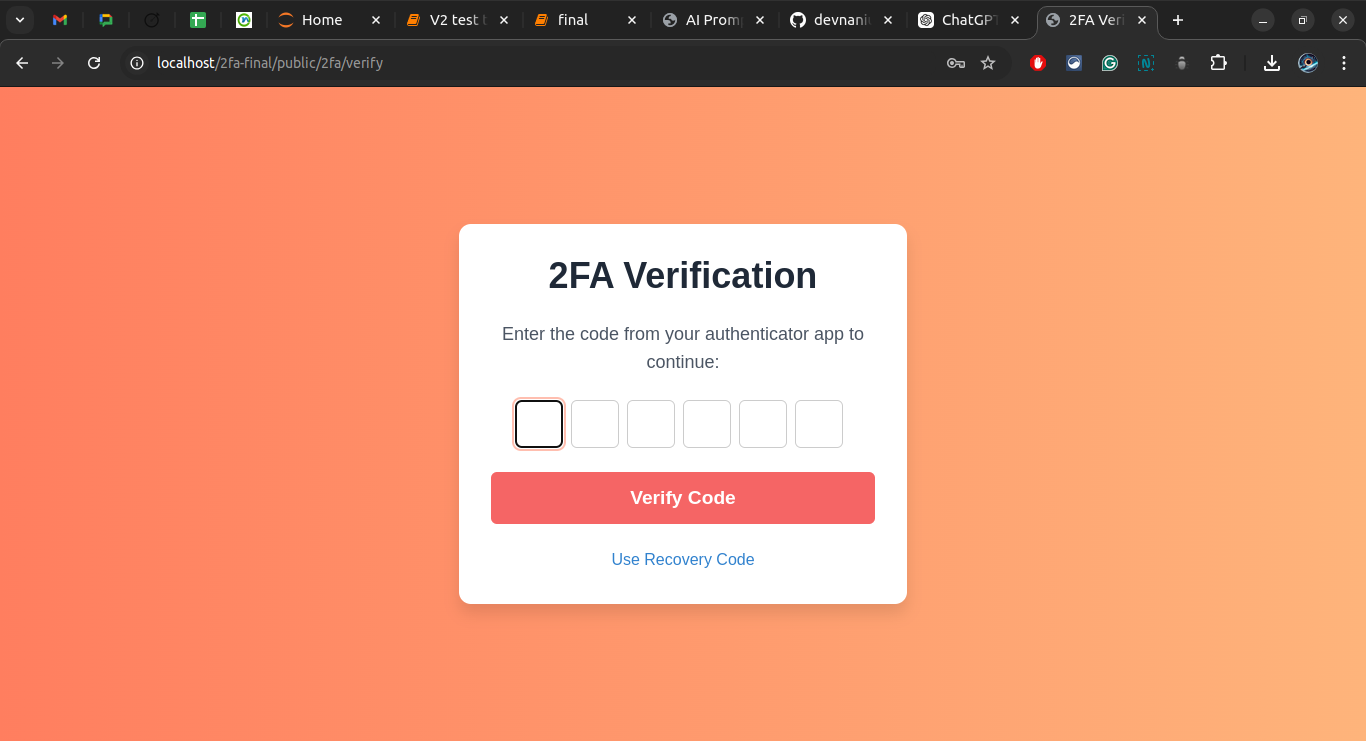 Home
V2 test
final
AI Prom
devnani
ChatGPT
2FA Veri
localhost/2fa-final/public/2fa/verify
2FA Verification
Enter the code from your authenticator app to
continue:
Verify Code
Use Recovery Code